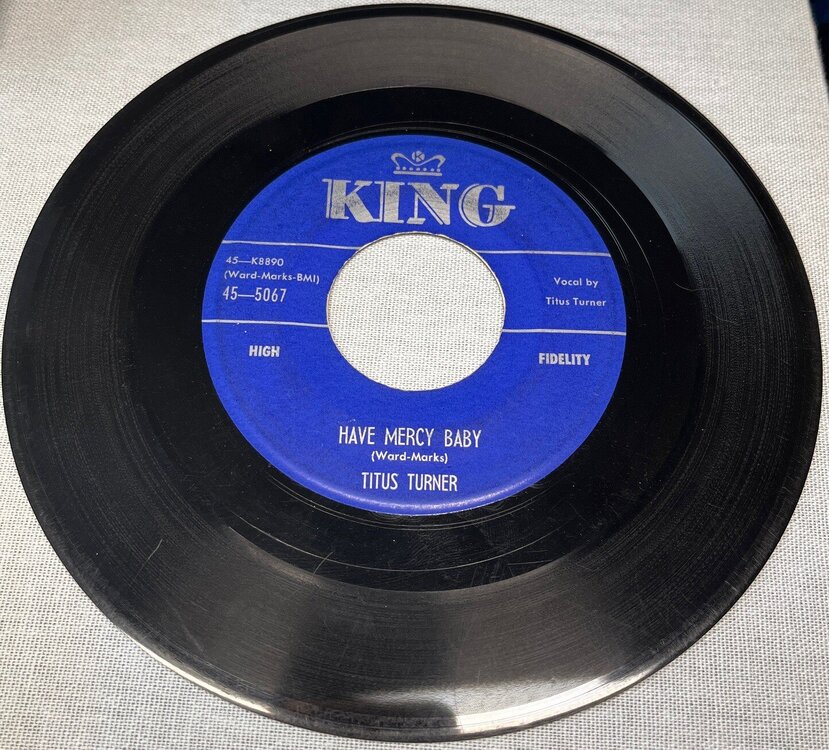 K
KING
45—K8890
(Ward-Marks-BMI)
45—5067
Vocal by
Titus Turner
HIGH
FIDELITY
HAVE MERCY BABY
(Ward-Marks)
TITUS TURNER